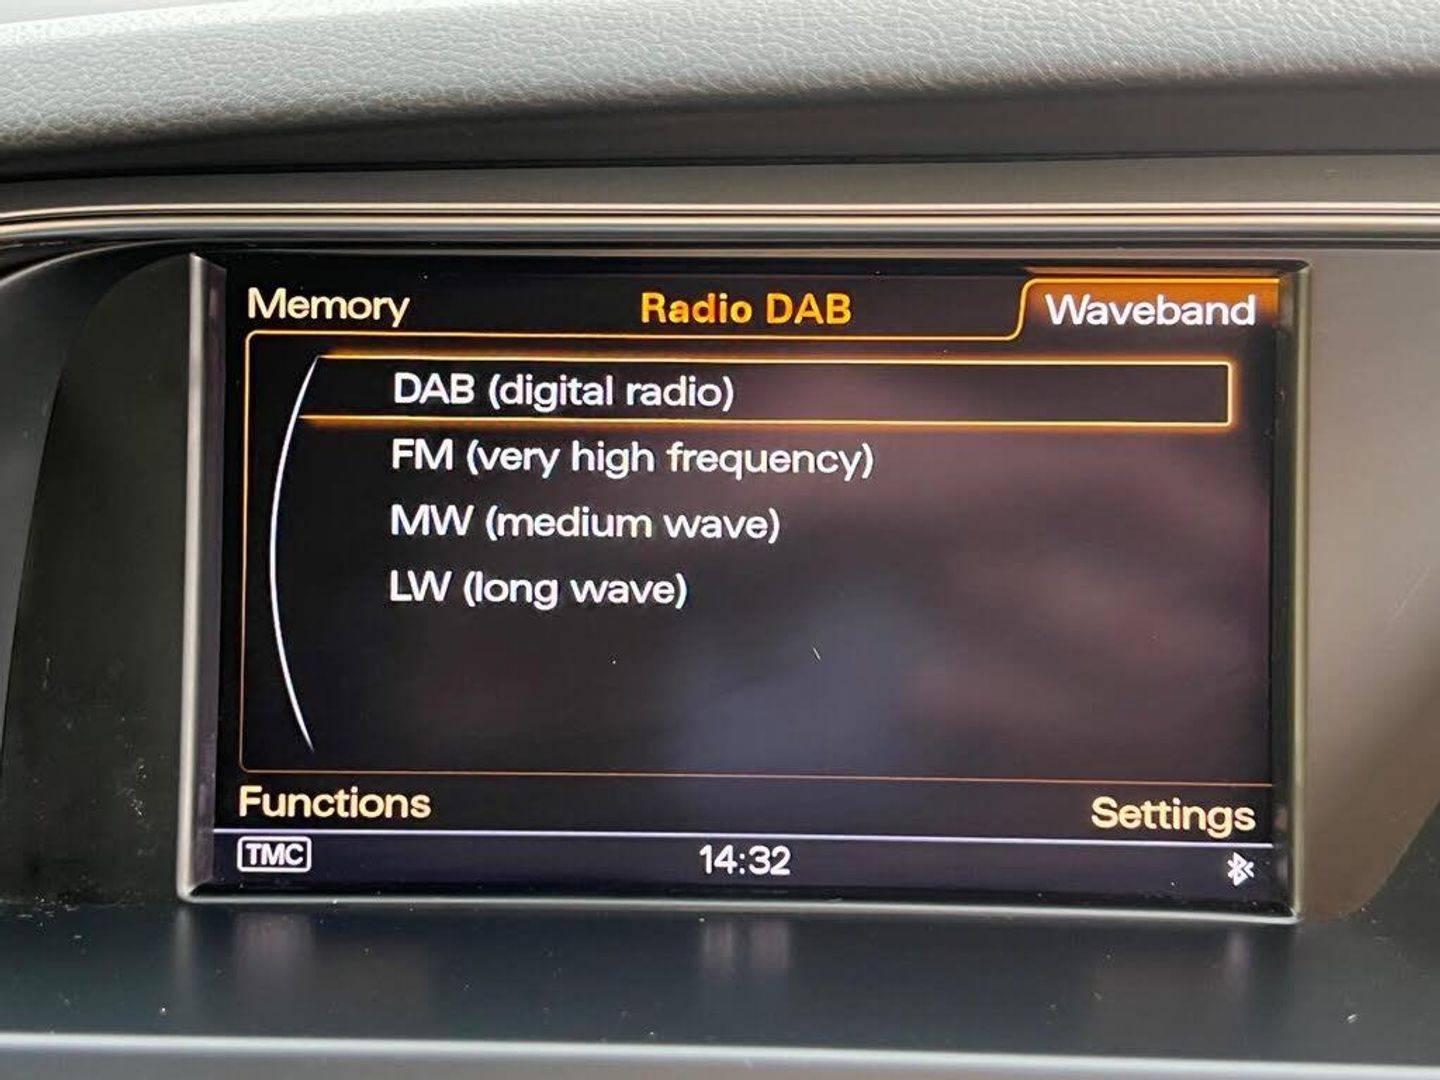 Memory Radio DAB Waveband
DAB (digital radio)
FM (very high frequency)
MW (medium wave)
LW (long wave)
Functions Settings
TMC 14:32